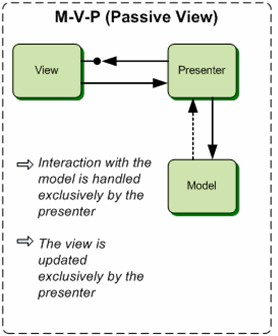 M-V-P (Passive View)
View
Presenter
Model
Interaction with the
model is handled
exclusively by the
presenter
The view is
updated
exclusively by the
presenter